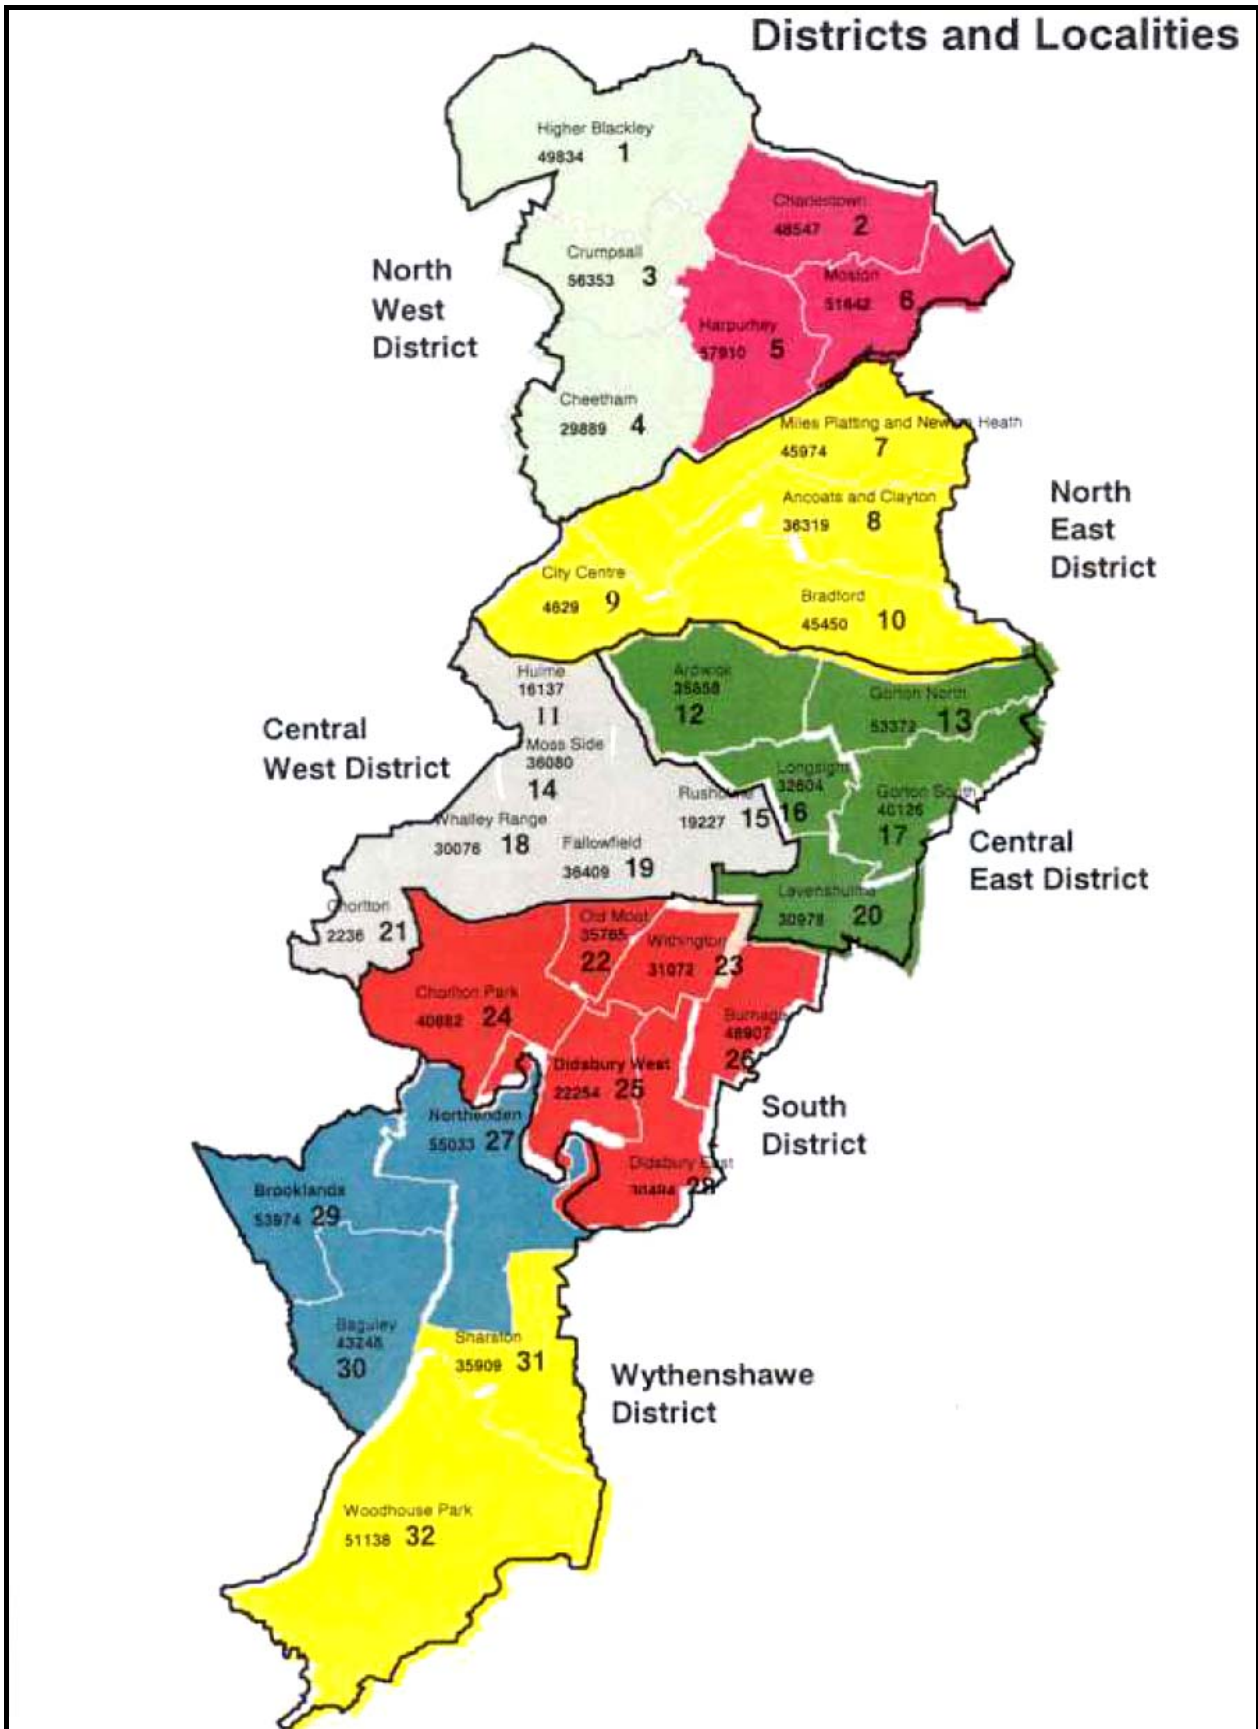 Districts and Localities
Higher Blackley
49834 1
Charlestown
48547 2
Crumpsall
56353 3
North
West
District
Moston
51642 6
Harpurhey
57910 5
Cheetham
29889 4
Miles Platting and Newton Heath
45974 7
Ancoats and Clayton
36319 8
North
East
District
City Centre
4629 9
Bradford
45450 10
Hulme
16137
11
Ardwick
35858
12
Gorton North
53372 13
Central
West District
Moss Side
36080
14
Longsight
32604
16
Rusholme
19227 15
Gorton South
40126
17
Whalley Range
30076 18
Fallowfield
36409 19
Central
East District
Levenshulme
30978 20
Chorlton
2236 21
Old Moat
35765
22
Withington
31072 23
Chorlton Park
40882 24
Burnage
48907
26
Didsbury West
22254 25
South
District
Northenden
55033 27
Didsbury East
28
Brooklands
53974 29
Baguley
43248
30
Sharston
35909 31
Wythenshawe
District
Woodhouse Park
51138 32